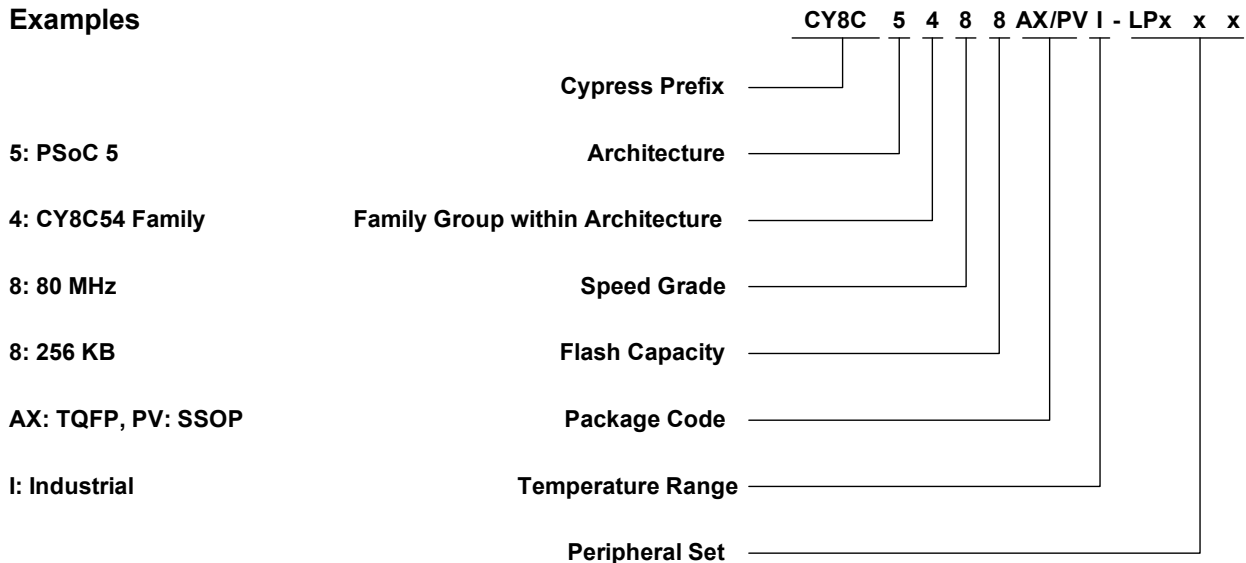 Examples CY8C 5 4 8 8 AX/PV I - LPx x x
Cypress Prefix
5: PSoC 5 Architecture
4: CY8C54 Family Family Group within Architecture
8: 80 MHz Speed Grade
8: 256 KB Flash Capacity
AX: TQFP, PV: SSOP Package Code
I: Industrial Temperature Range
Peripheral Set